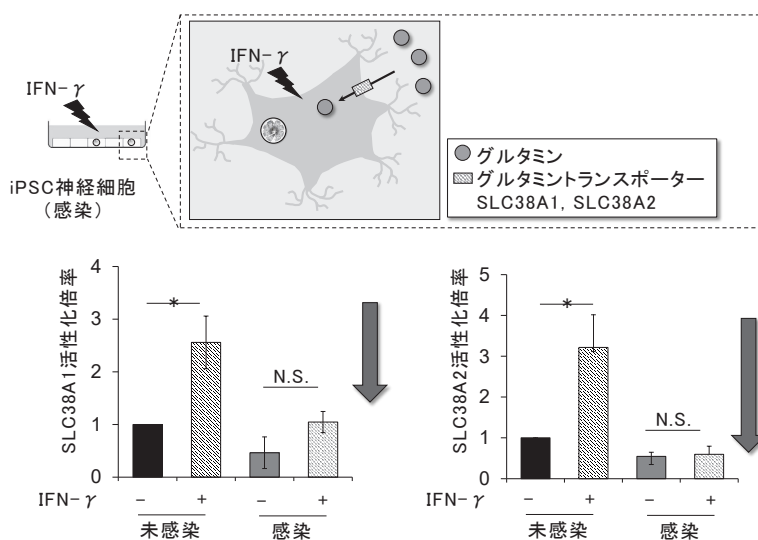 IFN-γ
IFN-γ
iPSC神経細胞
(感染)
グルタミン
グルタミントランスポーター
SLC38A1, SLC38A2
SLC38A1活性化倍率
4
3
2
1
0
*
N.S.
IFN-γ
− + − +
未感染 感染
SLC38A2活性化倍率
5
4
3
2
1
0
*
N.S.
IFN-γ
− + − +
未感染 感染